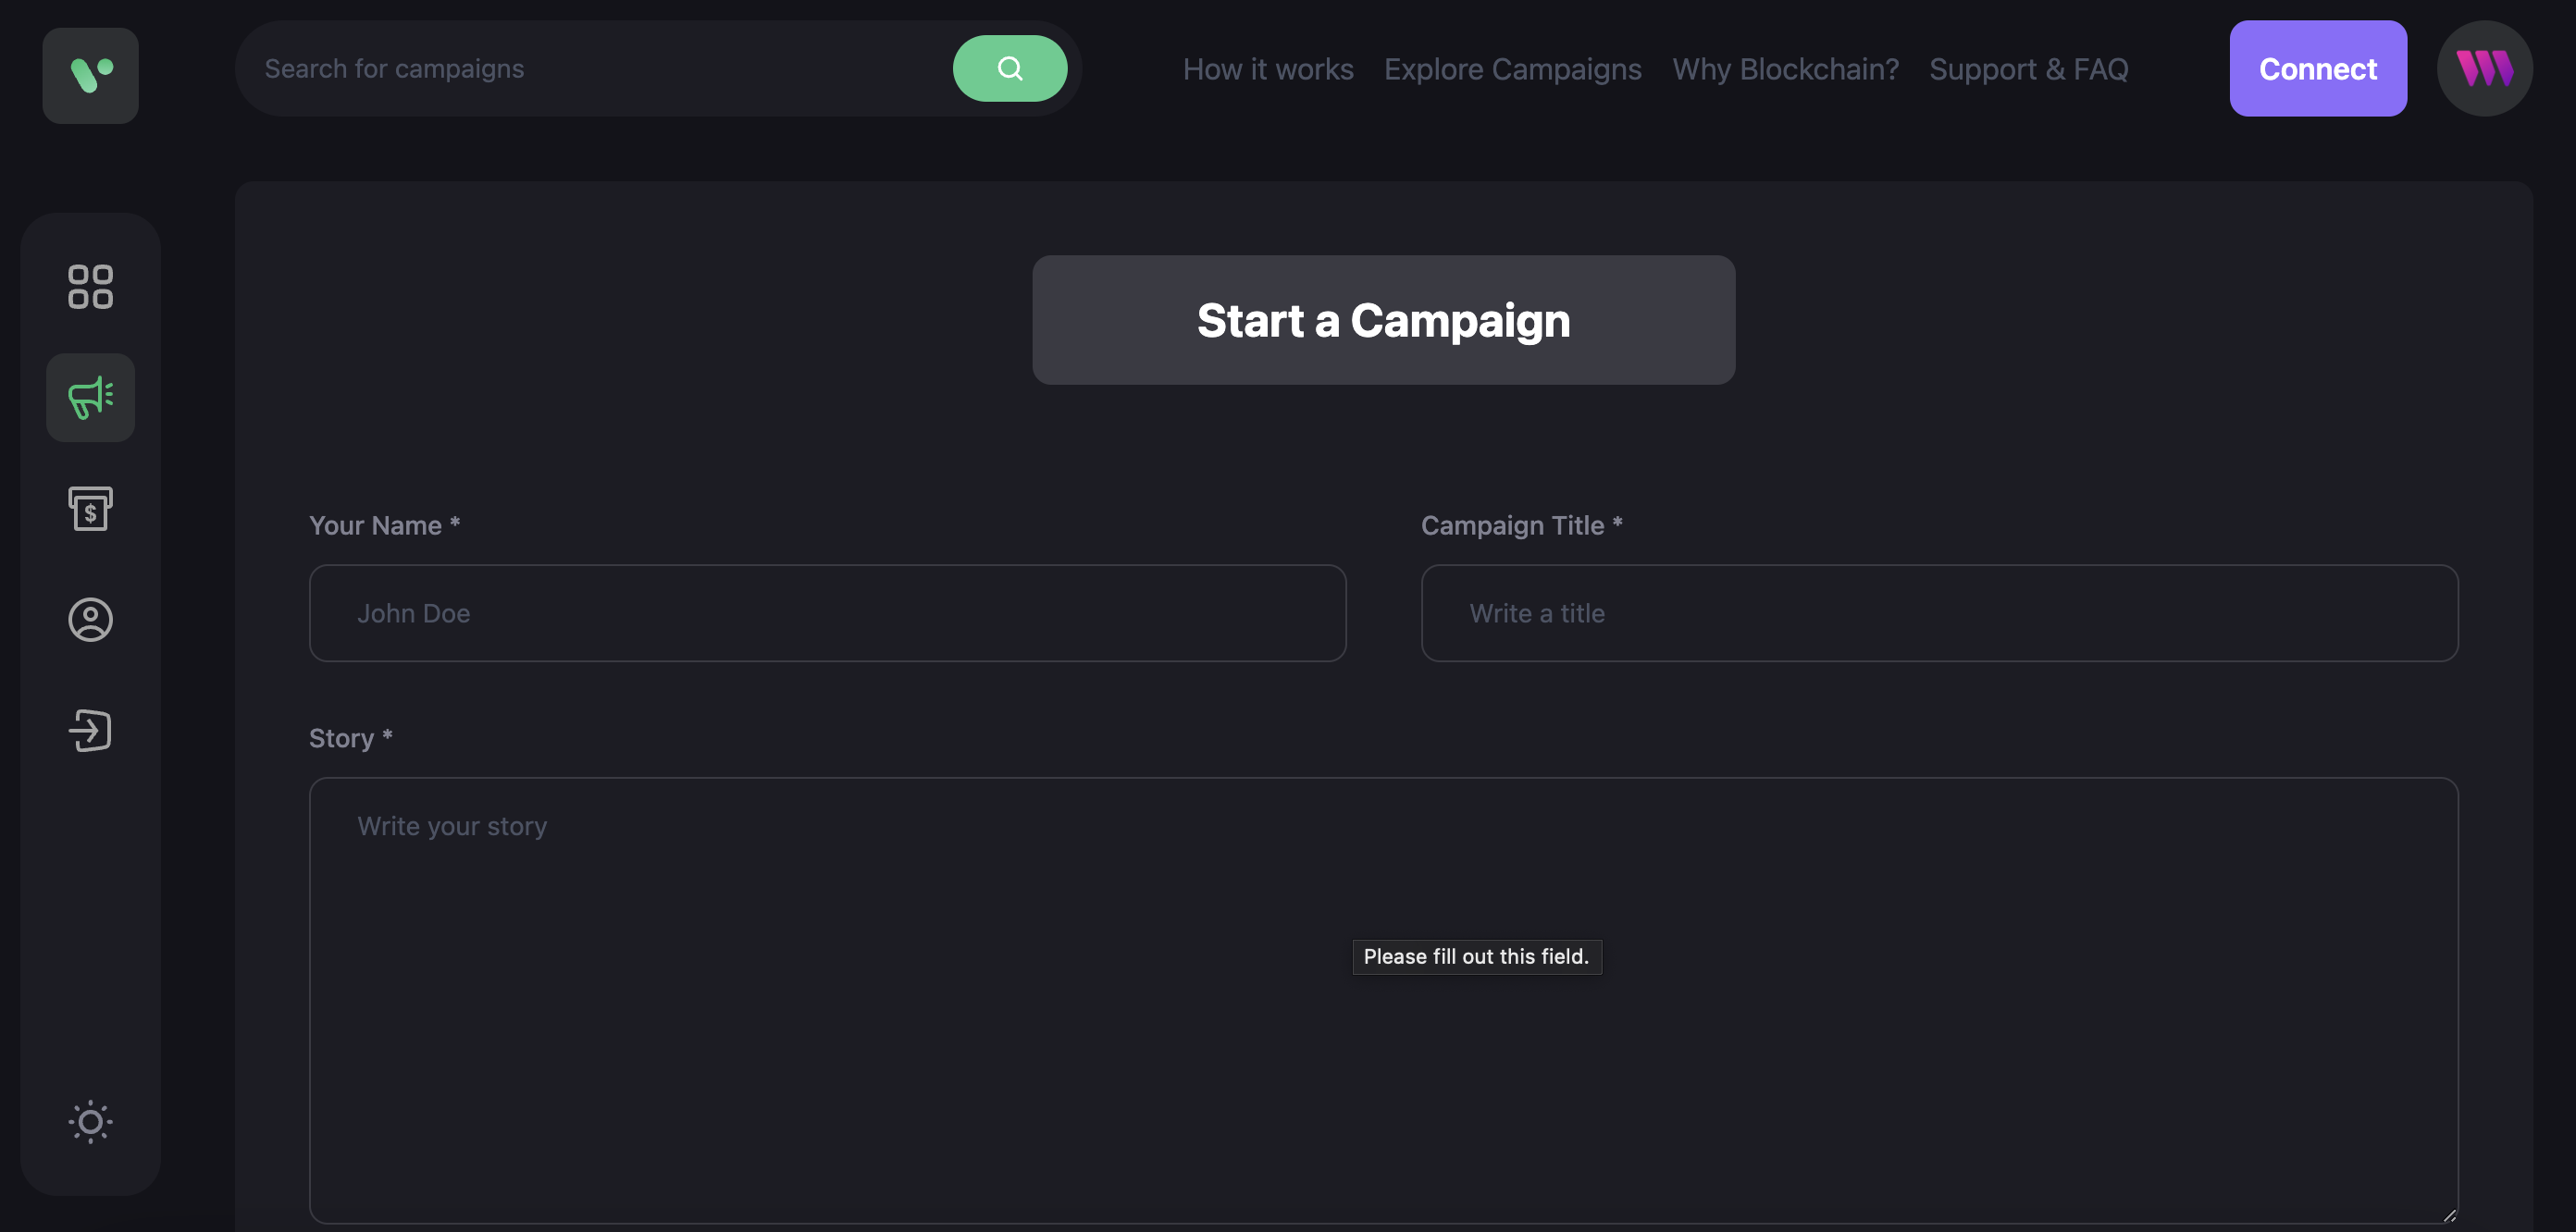 Search for campaigns
How it works
Explore Campaigns
Why Blockchain?
Support & FAQ
Connect
Start a Campaign
Your Name *
Campaign Title *
John Doe
Write a title
Story *
Write your story
Please fill out this field.